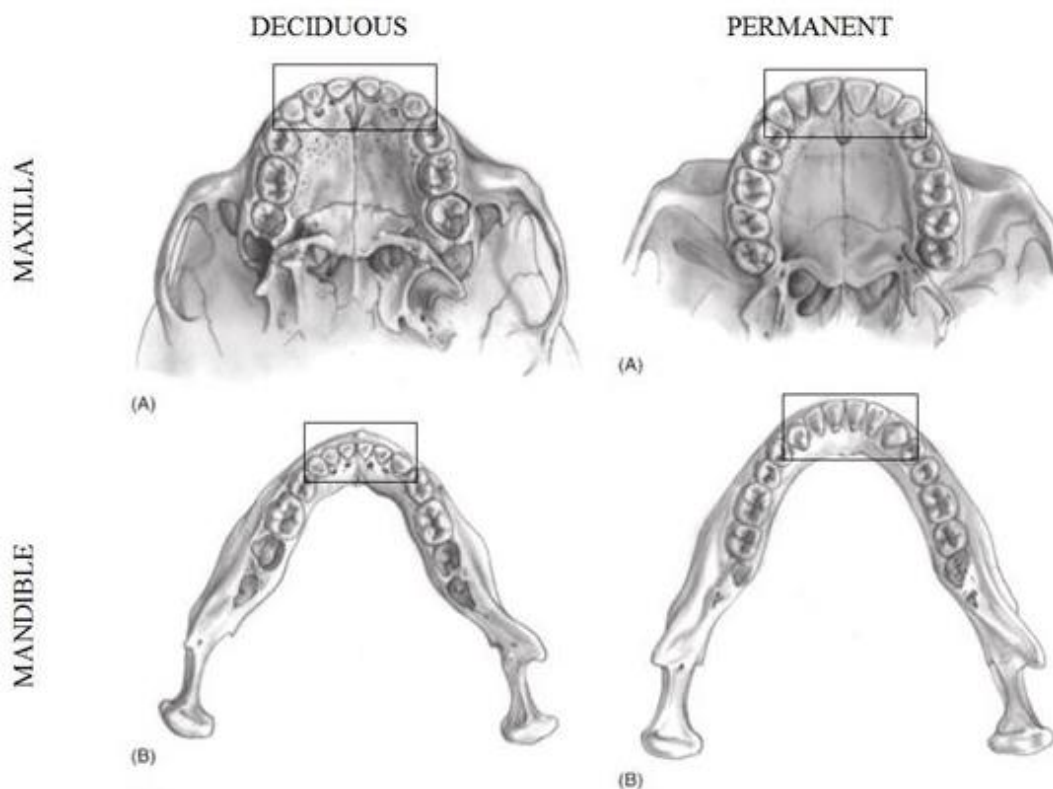 DECIDUOUS
PERMANENT
MAXILLA
(A)
(A)
MANDIBLE
(B)
(B)